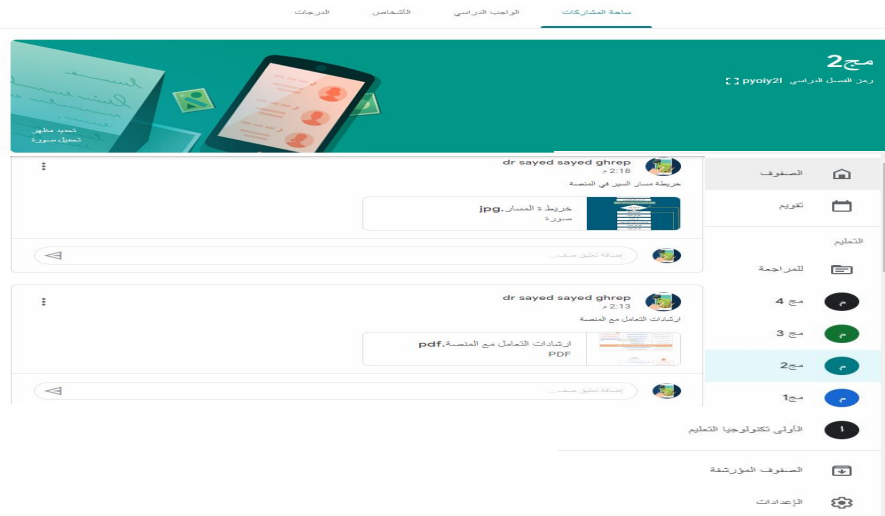 ساحة المشاركات
الواجب الدراسي
الأشخاص
الدرجات
مج2
رمز الفصل الدراسي pyoiy2l
تحديد مظهر
تحميل صورة
الصفوف
تقويم
التعليم
للمراجعة
م مج 4
م مج 3
م مج2
م مج1
ا الأولى تكنولوجيا التعليم
الصفوف المؤرشفة
الإعدادات
dr sayed sayed ghrep
2:18 م
خريطة مسار السير في المنصة
خريط ة المسار.jpg
صورة
إضافة تعليق صف...
dr sayed sayed ghrep
2:13 م
ارشادات التعامل مع المنصة
ارشادات التعامل مع المنصة.pdf
PDF
إضافة تعليق صف...